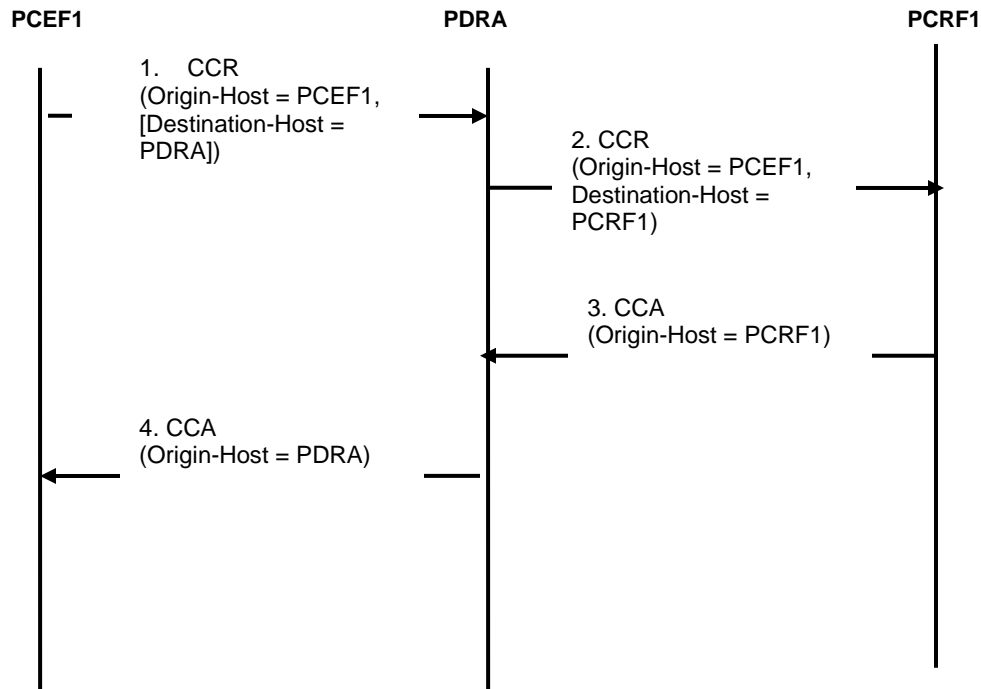 PCEF1
PDRA
PCRF1
1. CCR
(Origin-Host = PCEF1,
[Destination-Host =
PDRA])
2. CCR
(Origin-Host = PCEF1,
Destination-Host =
PCRF1)
3. CCA
(Origin-Host = PCRF1)
4. CCA
(Origin-Host = PDRA)